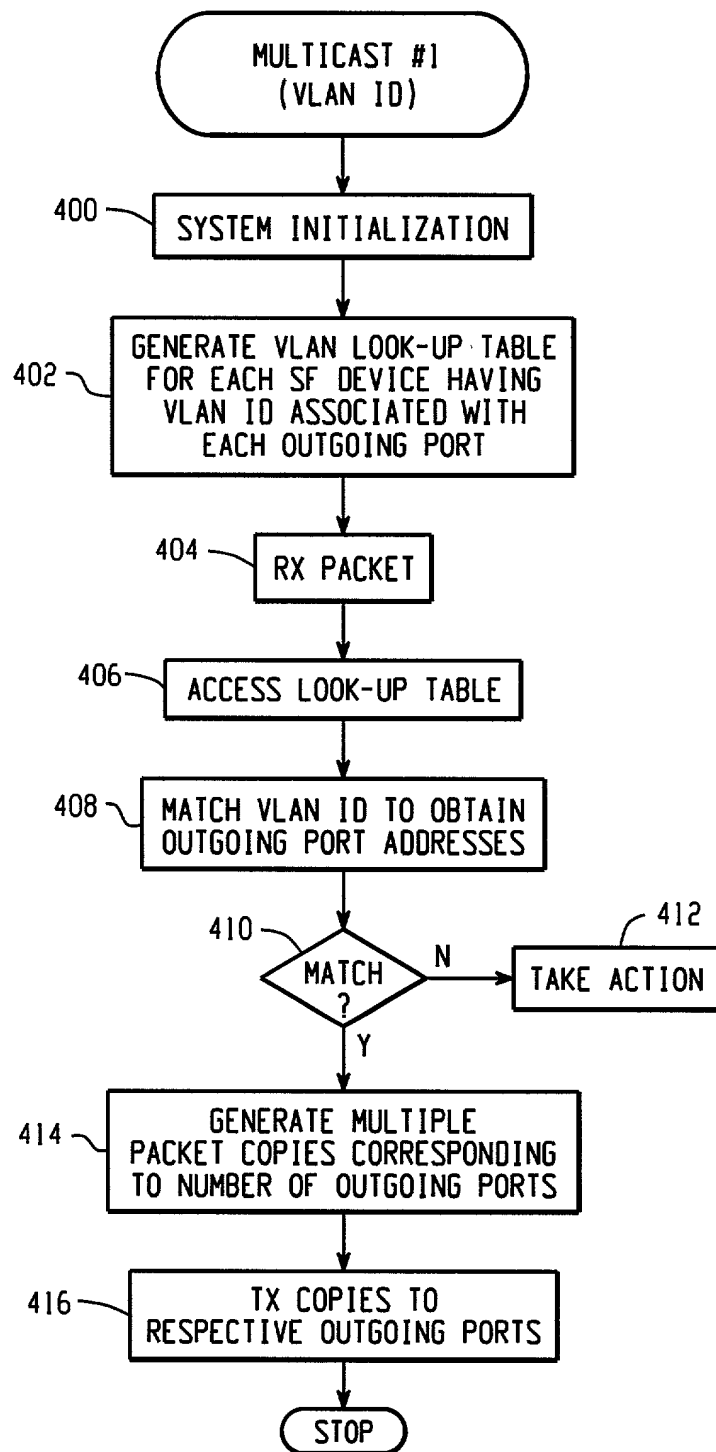 MULTICAST #1
(VLAN ID)
400
SYSTEM INITIALIZATION
402
GENERATE VLAN LOOK-UP TABLE
FOR EACH SF DEVICE HAVING
VLAN ID ASSOCIATED WITH
EACH OUTGOING PORT
404
RX PACKET
406
ACCESS LOOK-UP TABLE
408
MATCH VLAN ID TO OBTAIN
OUTGOING PORT ADDRESSES
410
MATCH
?
N
412
TAKE ACTION
Y
414
GENERATE MULTIPLE
PACKET COPIES CORRESPONDING
TO NUMBER OF OUTGOING PORTS
416
TX COPIES TO
RESPECTIVE OUTGOING PORTS
STOP